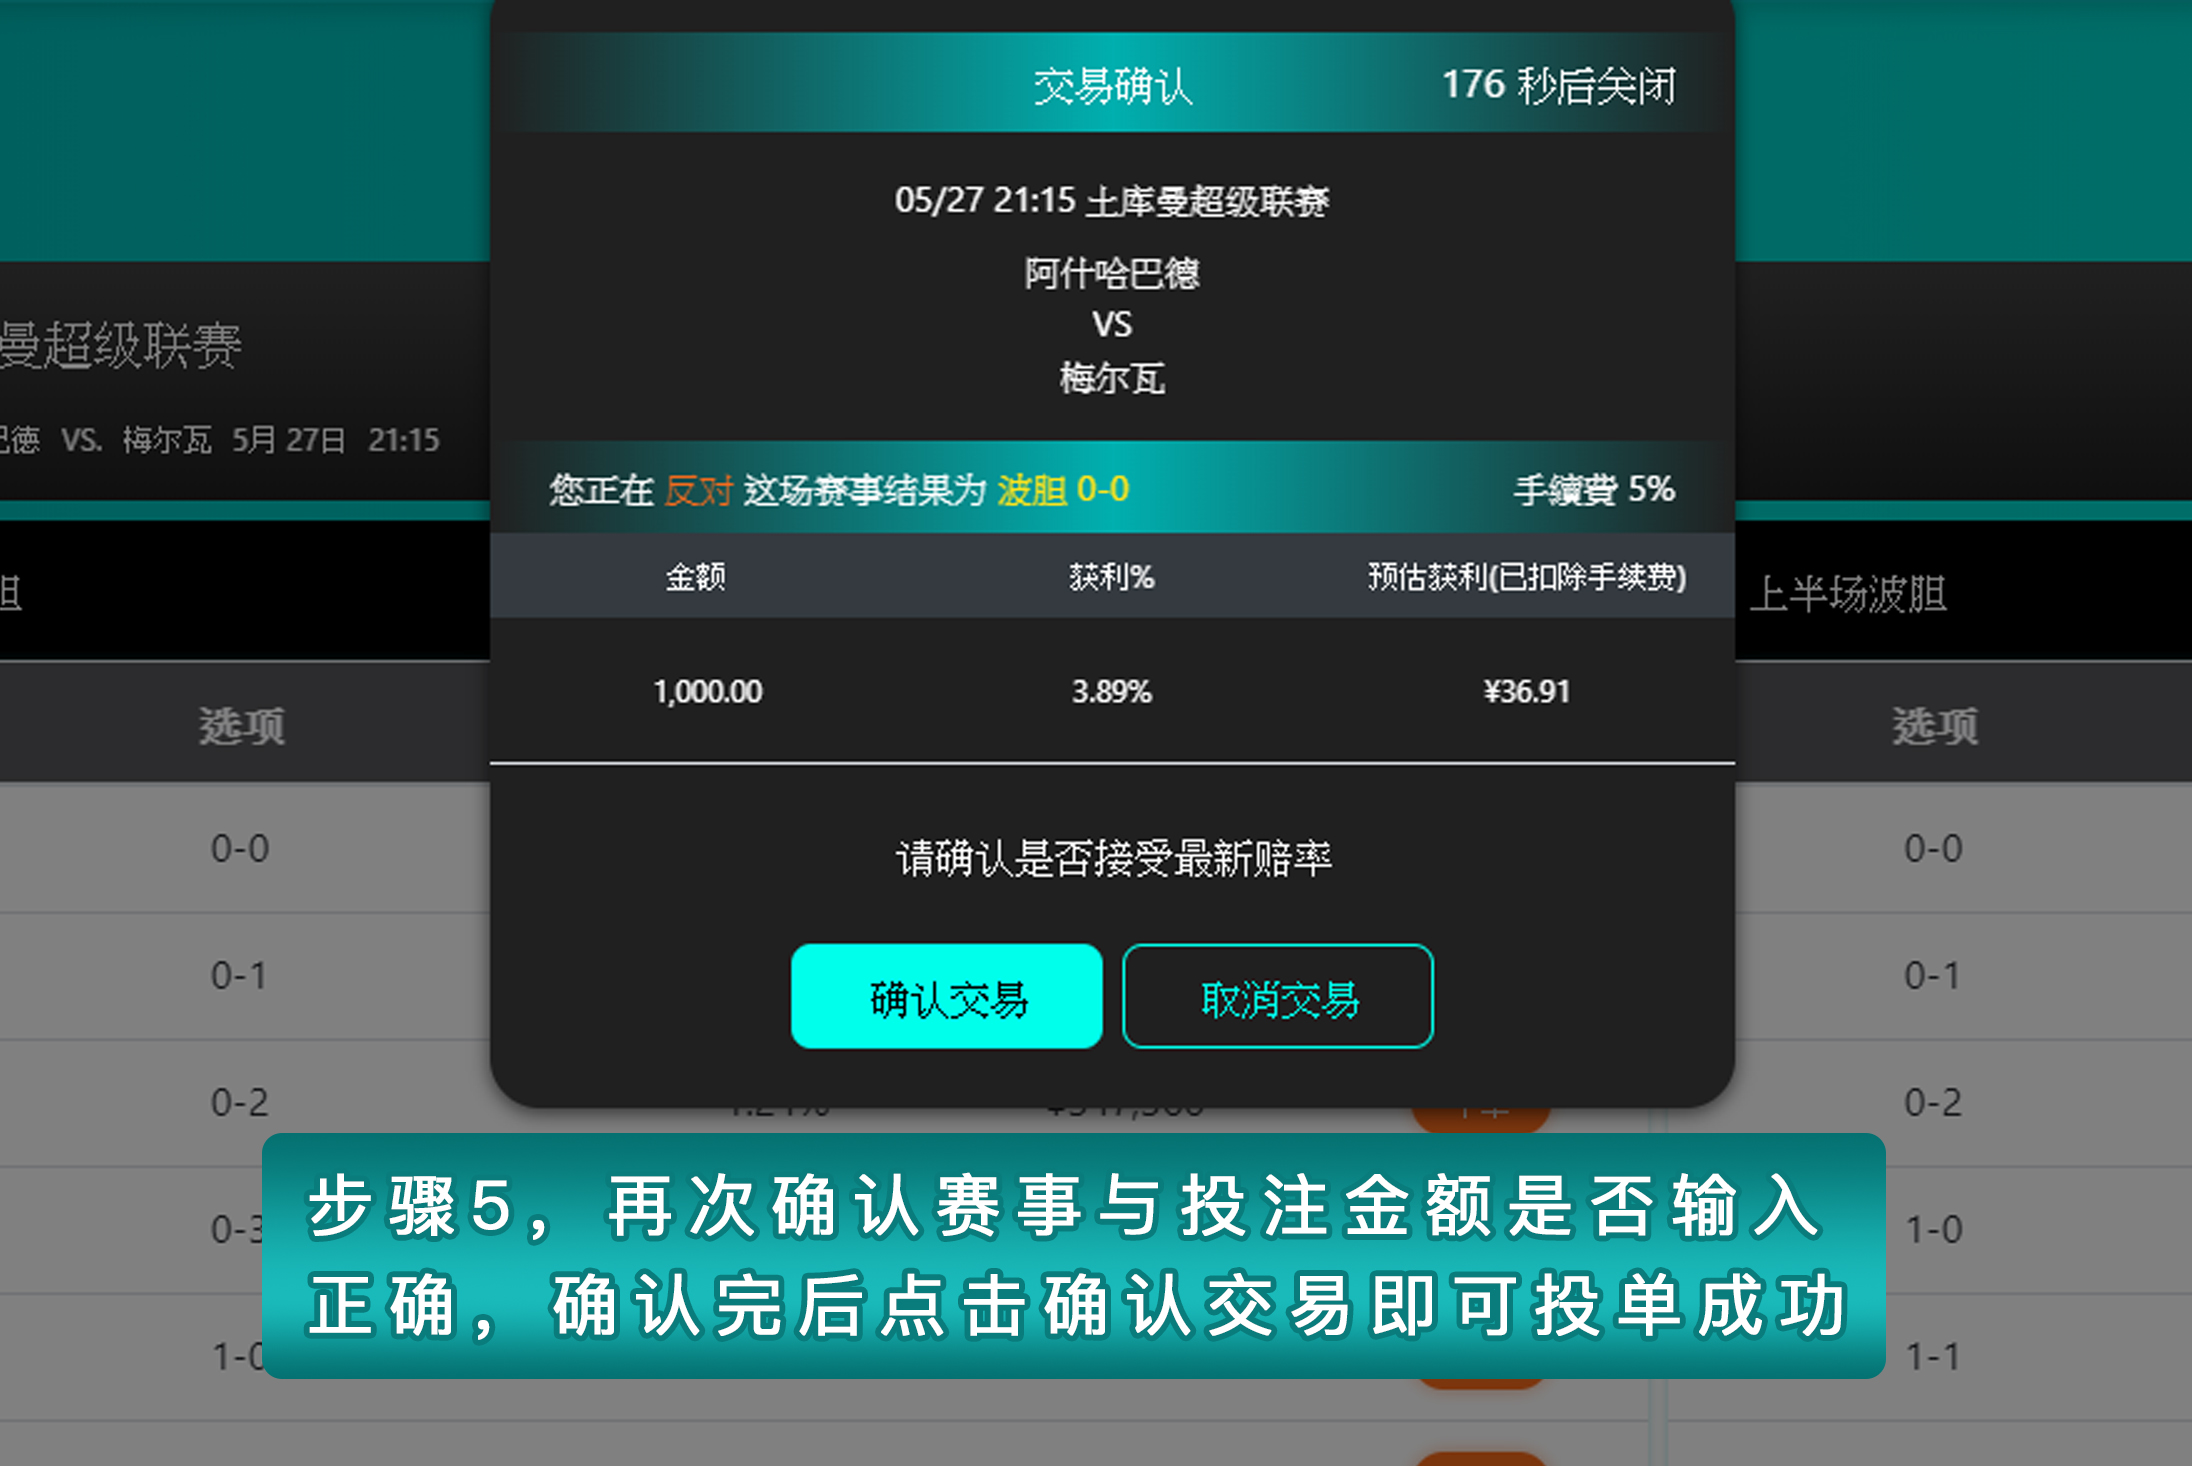 交易确认
176 秒后关闭
05/27 21:15 土库曼超级联赛
阿什哈巴德
VS
梅尔瓦
曼超级联赛
巴德 VS. 梅尔瓦 5月 27日 21:15
您正在 反对 这场赛事结果为 波胆 0-0
手續費 5%
金额 获利% 预估获利(已扣除手续费)
1,000.00 3.89% ¥36.91
请确认是否接受最新赔率
确认交易 取消交易
胆
选项
0-0
0-1
0-2
0-3
1-0
上半场波胆
选项
0-0
0-1
0-2
1-0
1-1
步骤5，再次确认赛事与投注金额是否输入
正确，确认完后点击确认交易即可投单成功